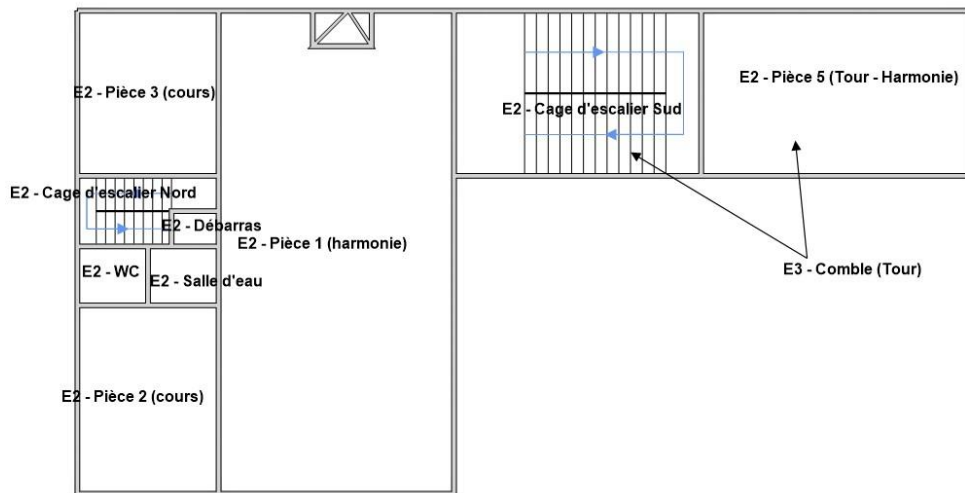 E2 - Pièce 3 (cours)
E2 - Cage d'escalier Sud
E2 - Pièce 5 (Tour - Harmonie)
E2 - Cage d'escalier Nord
E2 - Débarras
E2 - Pièce 1 (harmonie)
E2 - WC
E2 - Salle d'eau
E3 - Comble (Tour)
E2 - Pièce 2 (cours)